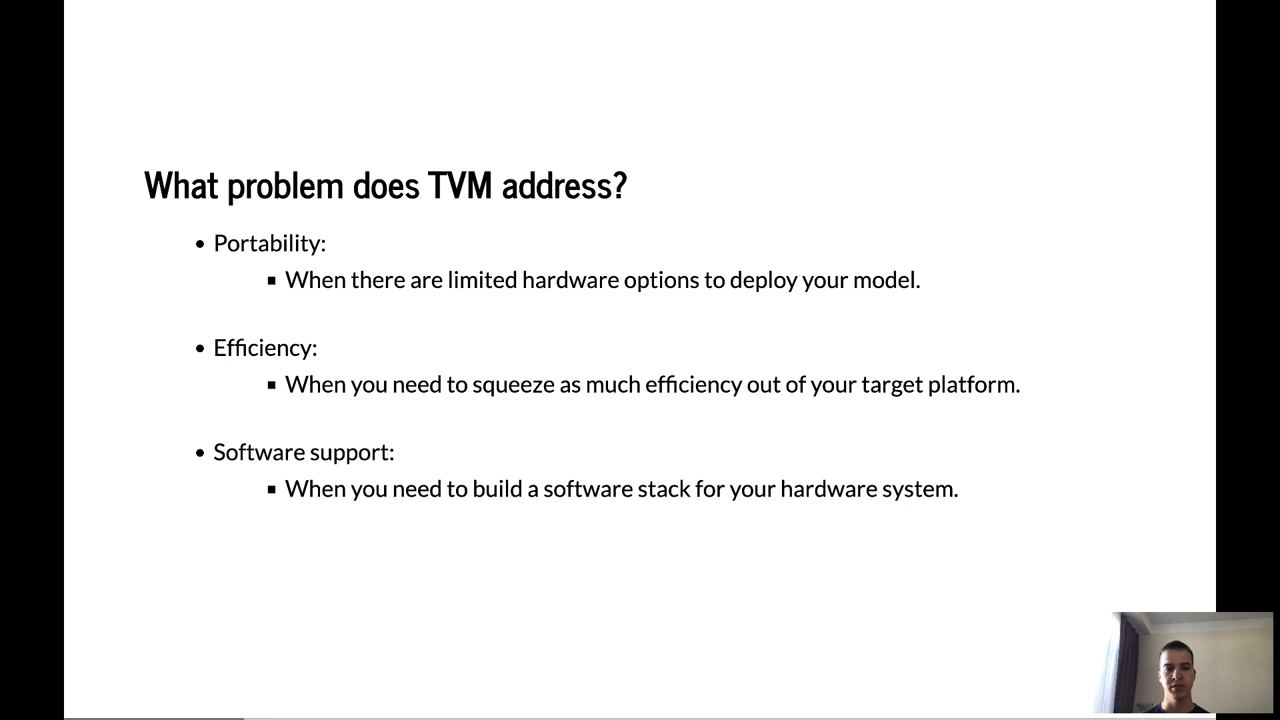 What problem does TVM address?
• Portability:
▪ When there are limited hardware options to deploy your model.
• Efficiency:
▪ When you need to squeeze as much efficiency out of your target platform.
• Software support:
▪ When you need to build a software stack for your hardware system.